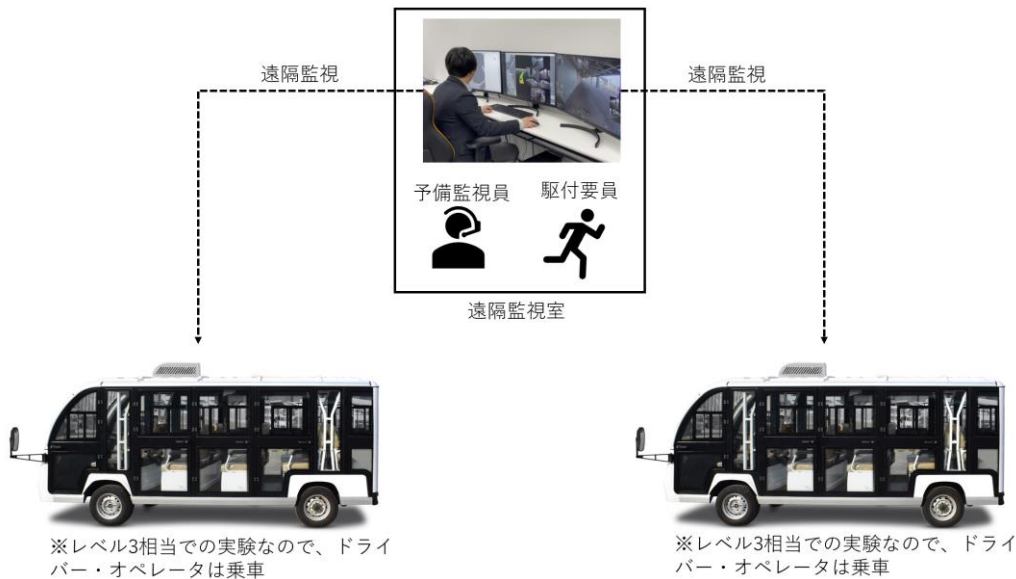 遠隔監視
遠隔監視
予備監視員
駆付要員
遠隔監視室
※レベル3相当での実験なので、ドライ
バー・オペレータは乗車
※レベル3相当での実験なので、ドライ
バー・オペレータは乗車